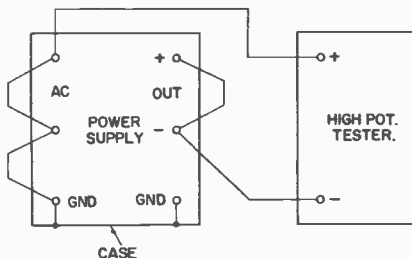 +
+
AC
OUT
POWER
SUPPLY
-
HIGH POT.
TESTER.
-
GND
GND
CASE